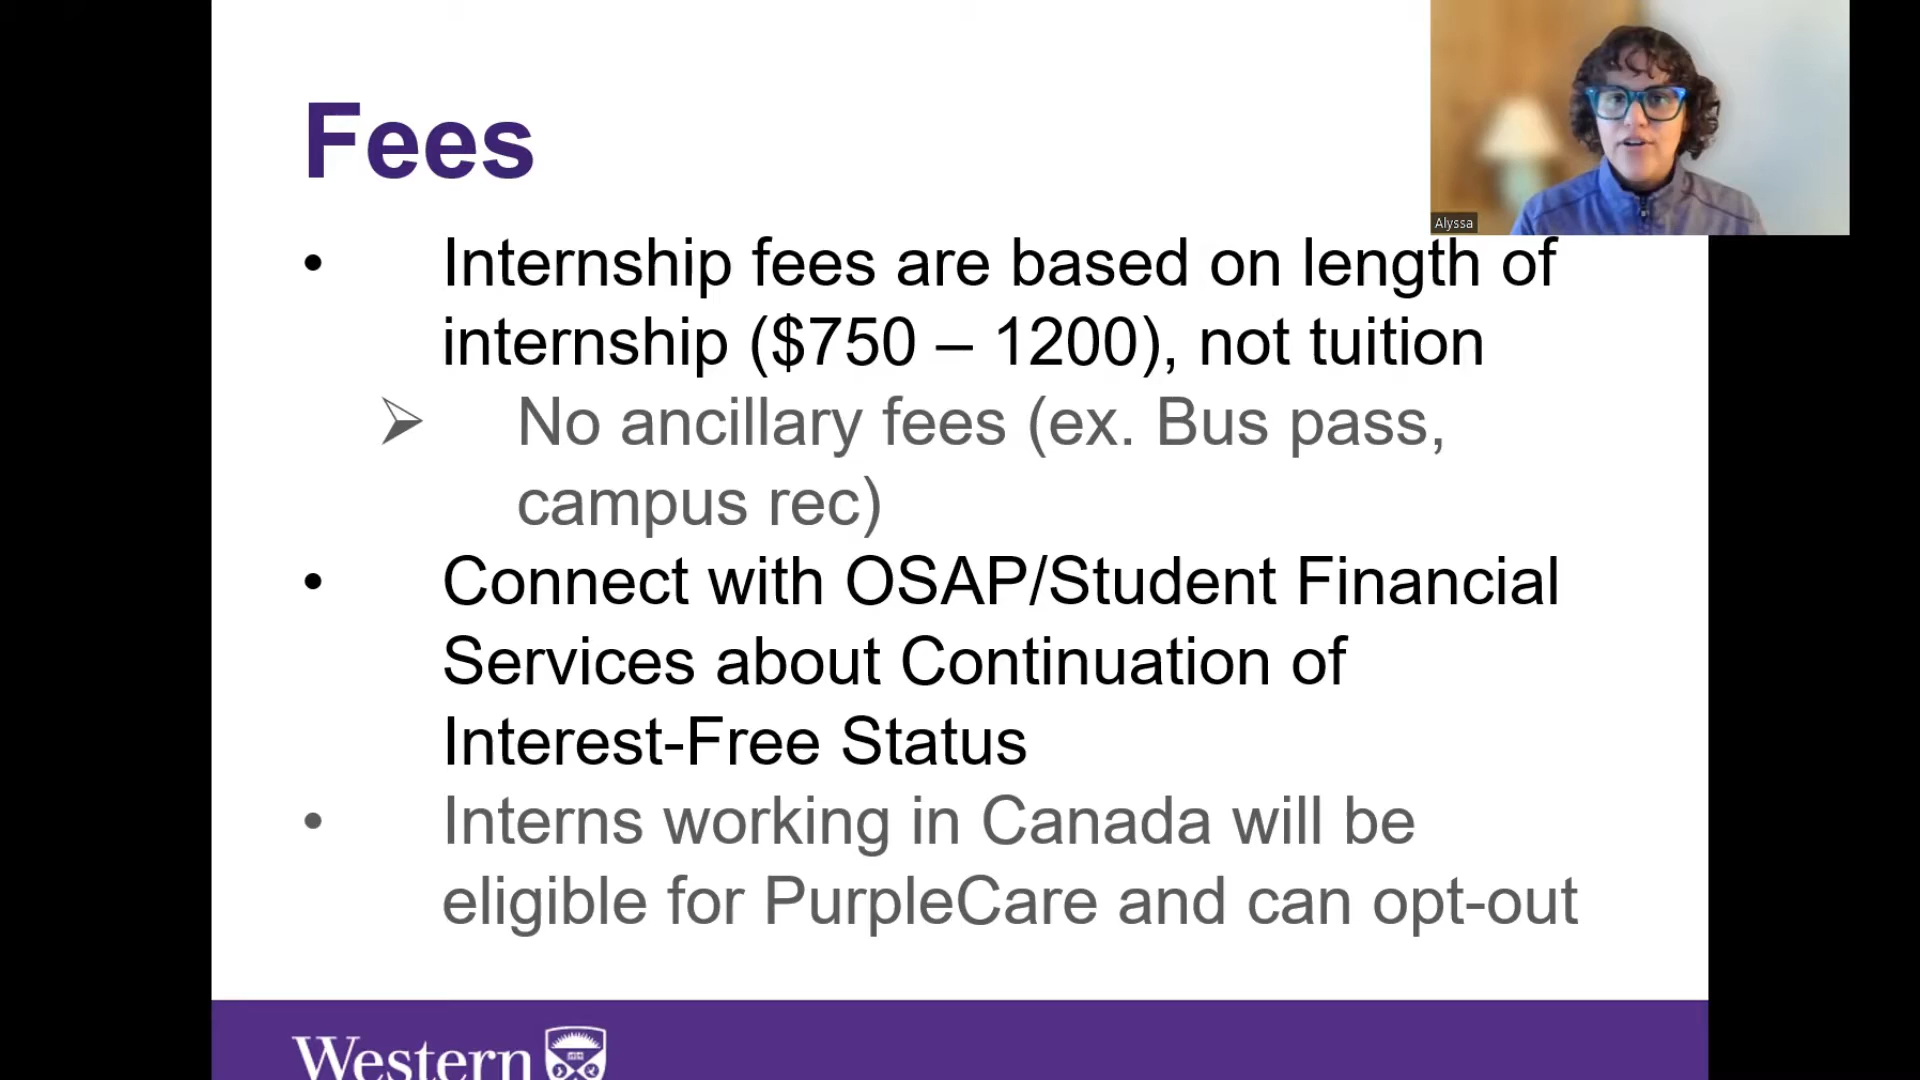 Fees
Alyssa
• Internship fees are based on length of
internship ($750 – 1200), not tuition
➢ No ancillary fees (ex. Bus pass,
campus rec)
• Connect with OSAP/Student Financial
Services about Continuation of
Interest-Free Status
• Interns working in Canada will be
eligible for PurpleCare and can opt-out
Western